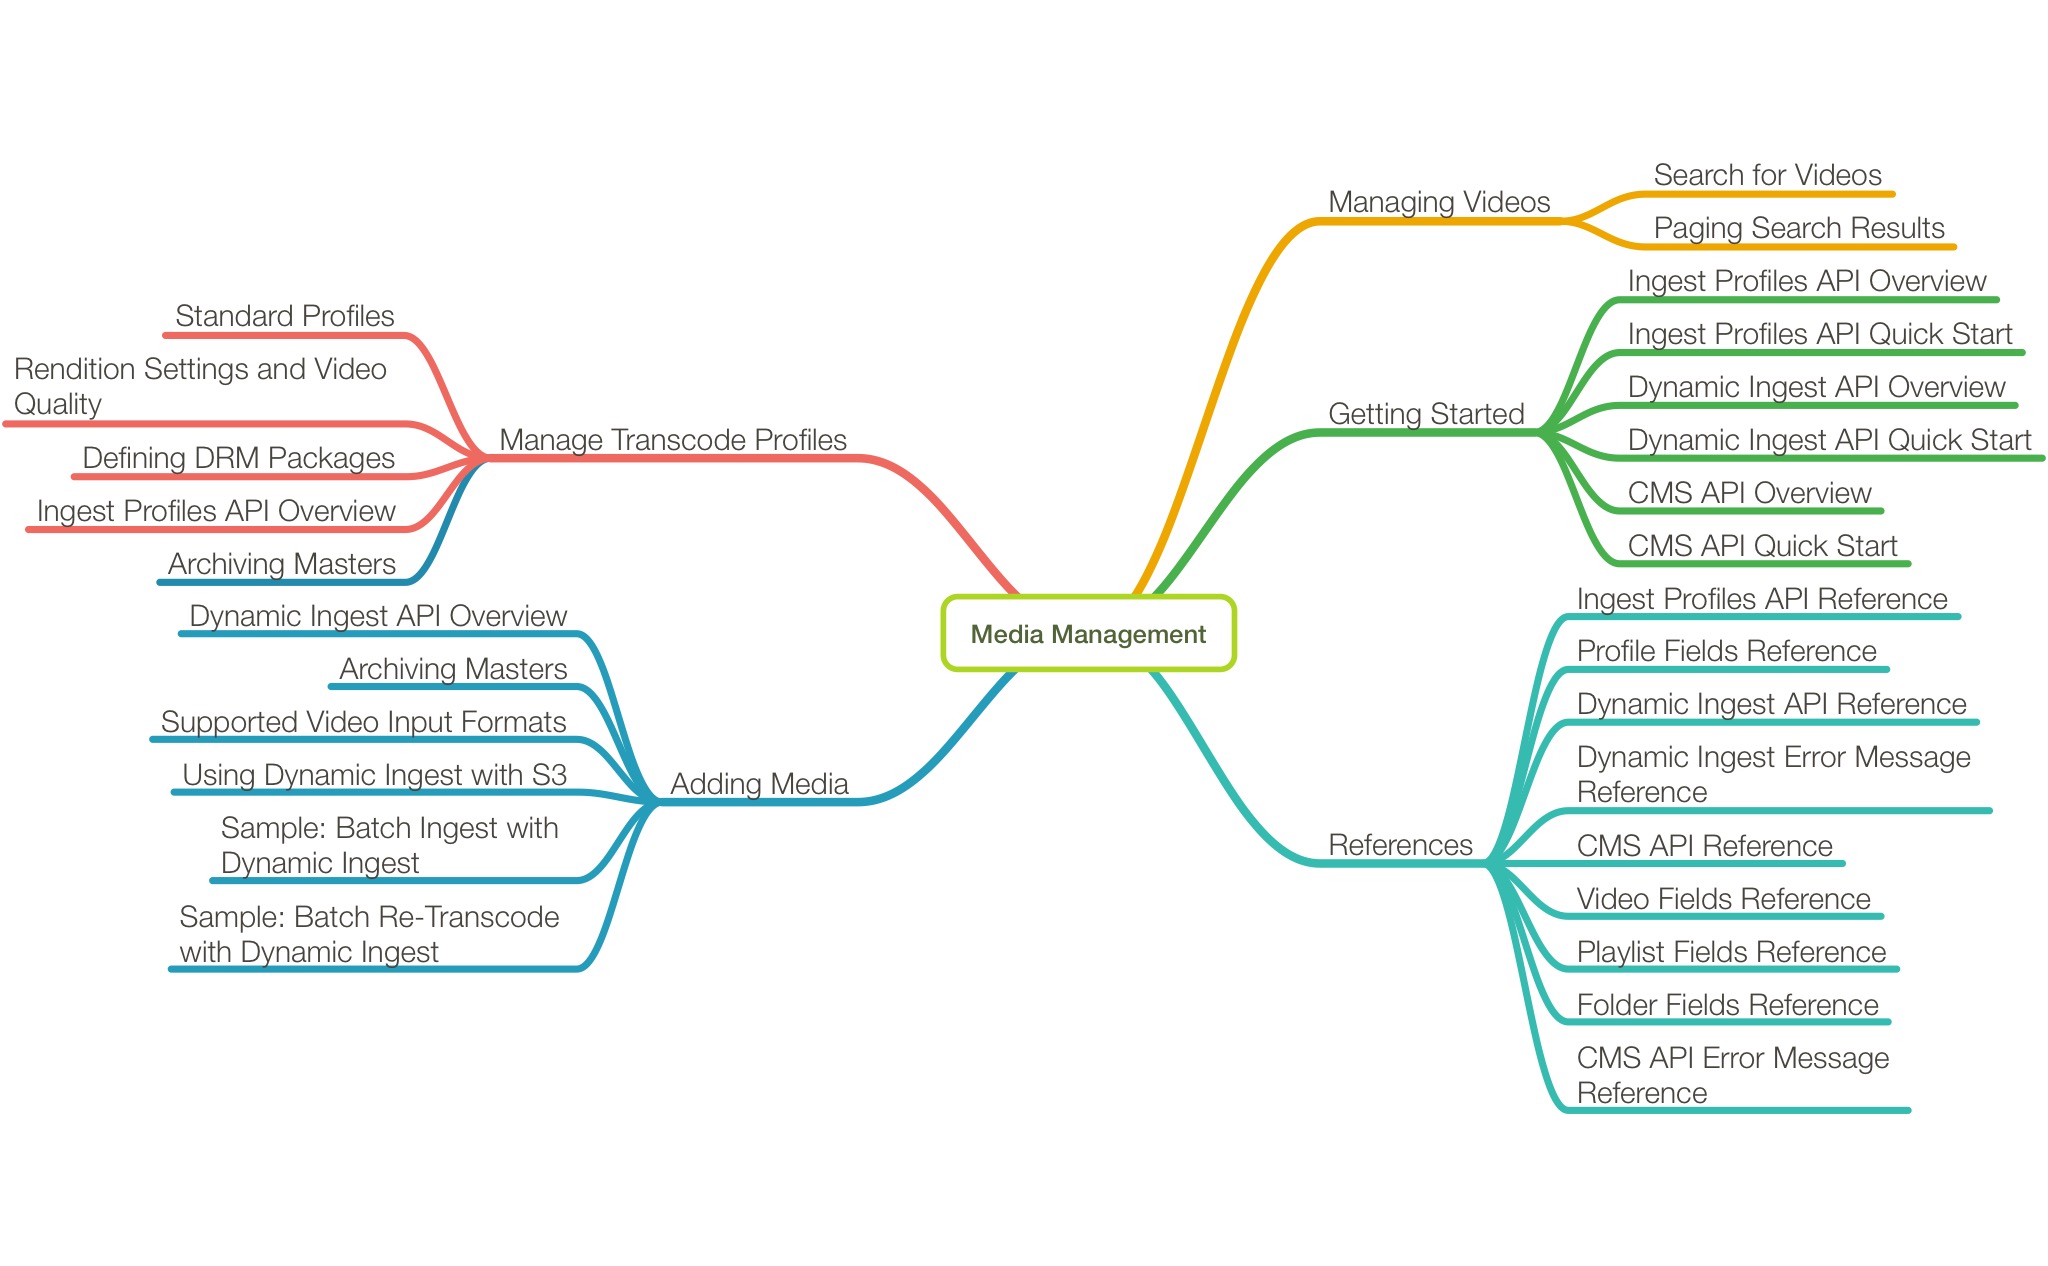 Media Management
Managing Videos
Search for Videos
Paging Search Results
Getting Started
Ingest Profiles API Overview
Ingest Profiles API Quick Start
Dynamic Ingest API Overview
Dynamic Ingest API Quick Start
CMS API Overview
CMS API Quick Start
References
Ingest Profiles API Reference
Profile Fields Reference
Dynamic Ingest API Reference
Dynamic Ingest Error Message
Reference
CMS API Reference
Video Fields Reference
Playlist Fields Reference
Folder Fields Reference
CMS API Error Message
Reference
Manage Transcode Profiles
Standard Profiles
Rendition Settings and Video
Quality
Defining DRM Packages
Ingest Profiles API Overview
Archiving Masters
Adding Media
Dynamic Ingest API Overview
Archiving Masters
Supported Video Input Formats
Using Dynamic Ingest with S3
Sample: Batch Ingest with
Dynamic Ingest
Sample: Batch Re-Transcode
with Dynamic Ingest